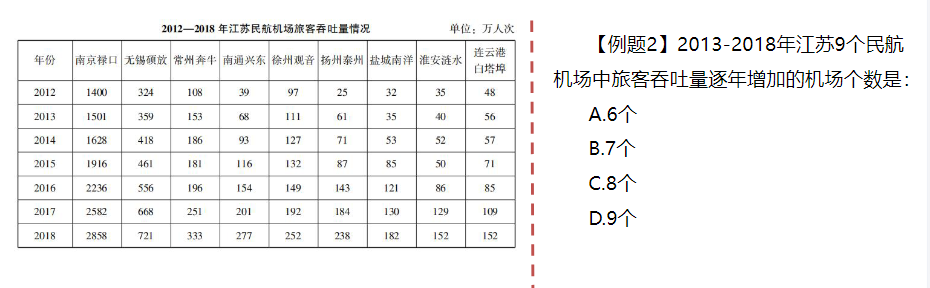 2012—2018 年江苏民航机场旅客吞吐量情况 单位：万人次
年份 南京禄口 无锡硕放 常州奔牛 南通兴东 徐州观音 扬州泰州 盐城南洋 淮安涟水 连云港白塔埠
2012 1400 324 108 39 97 25 32 35 48
2013 1501 359 153 68 111 61 35 40 56
2014 1628 418 186 93 127 71 53 52 57
2015 1916 461 181 116 132 87 85 50 71
2016 2236 556 196 154 149 143 121 86 85
2017 2582 668 251 201 192 184 130 129 109
2018 2858 721 333 277 252 238 182 152 152
【例题2】2013-2018年江苏9个民航
机场中旅客吞吐量逐年增加的机场个数是：
A.6个
B.7个
C.8个
D.9个